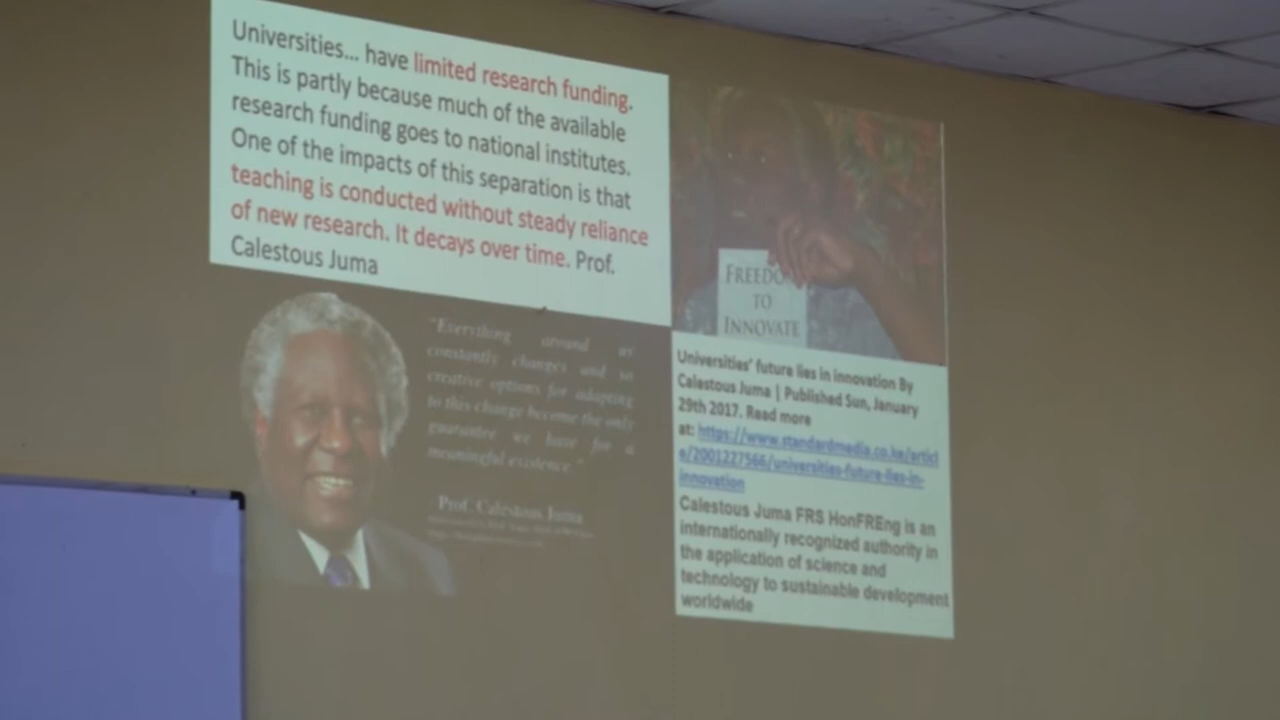 Universities... have limited research funding.
This is partly because much of the available
research funding goes to national institutes.
One of the impacts of this separation is that
teaching is conducted without steady reliance
of new research. It decays over time. Prof.
Calestous Juma
FREEDO
TO
INNOVATE
"Everything around us
constantly changes and so
creative options for adapting
to this change become the only
guarantee we have for a
meaningful existence."
Prof. Calestous Juma
Universities' future lies in innovation By
Calestous Juma | Published Sun, January
29th 2017. Read more
at: https://www.standardmedia.co.ke/articl
e/2001227566/universities-future-lies-in-
innovation
Calestous Juma FRS HonFREng is an
internationally recognized authority in
the application of science and
technology to sustainable development
worldwide